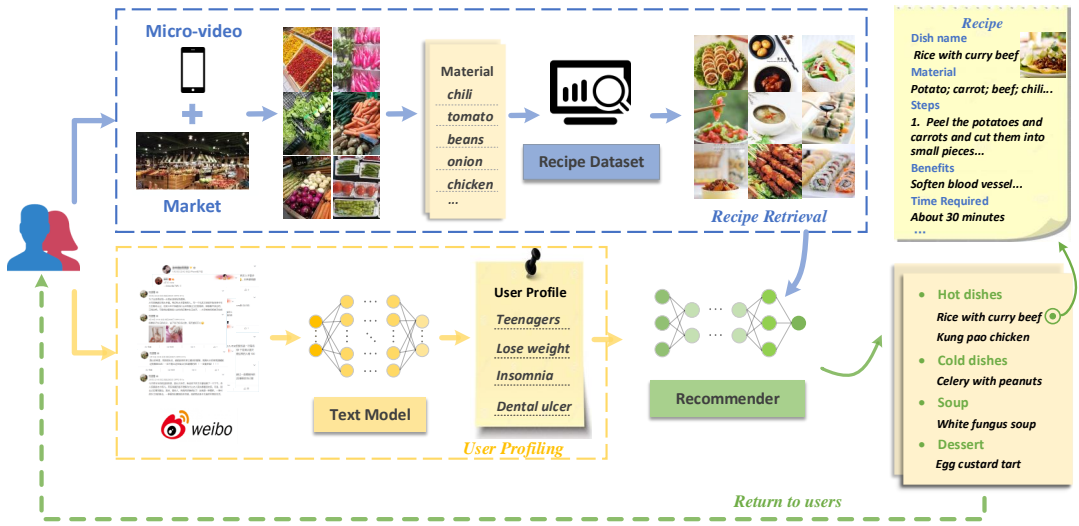 Micro-video
Market
Material
chili
tomato
beans
onion
chicken
...
Recipe Dataset
Recipe Retrieval
Recipe
Dish name
Rice with curry beef
Material
Potato; carrot; beef; chili...
Steps
1. Peel the potatoes and
carrots and cut them into
small pieces...
Benefits
Soften blood vessel...
Time Required
About 30 minutes
...
weibo
Text Model
User Profile
Teenagers
Lose weight
Insomnia
Dental ulcer
User Profiling
Recommender
• Hot dishes
Rice with curry beef
Kung pao chicken
• Cold dishes
Celery with peanuts
• Soup
White fungus soup
• Dessert
Egg custard tart
Return to users